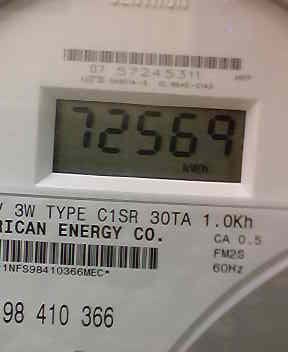 07 57245311
72569
kWh
V 3W TYPE C1SR 30TA 1.0Kh
RICAN ENERGY CO.
CA 0.5
FM2S
60Hz
1NFS98410366MEC*
98 410 366